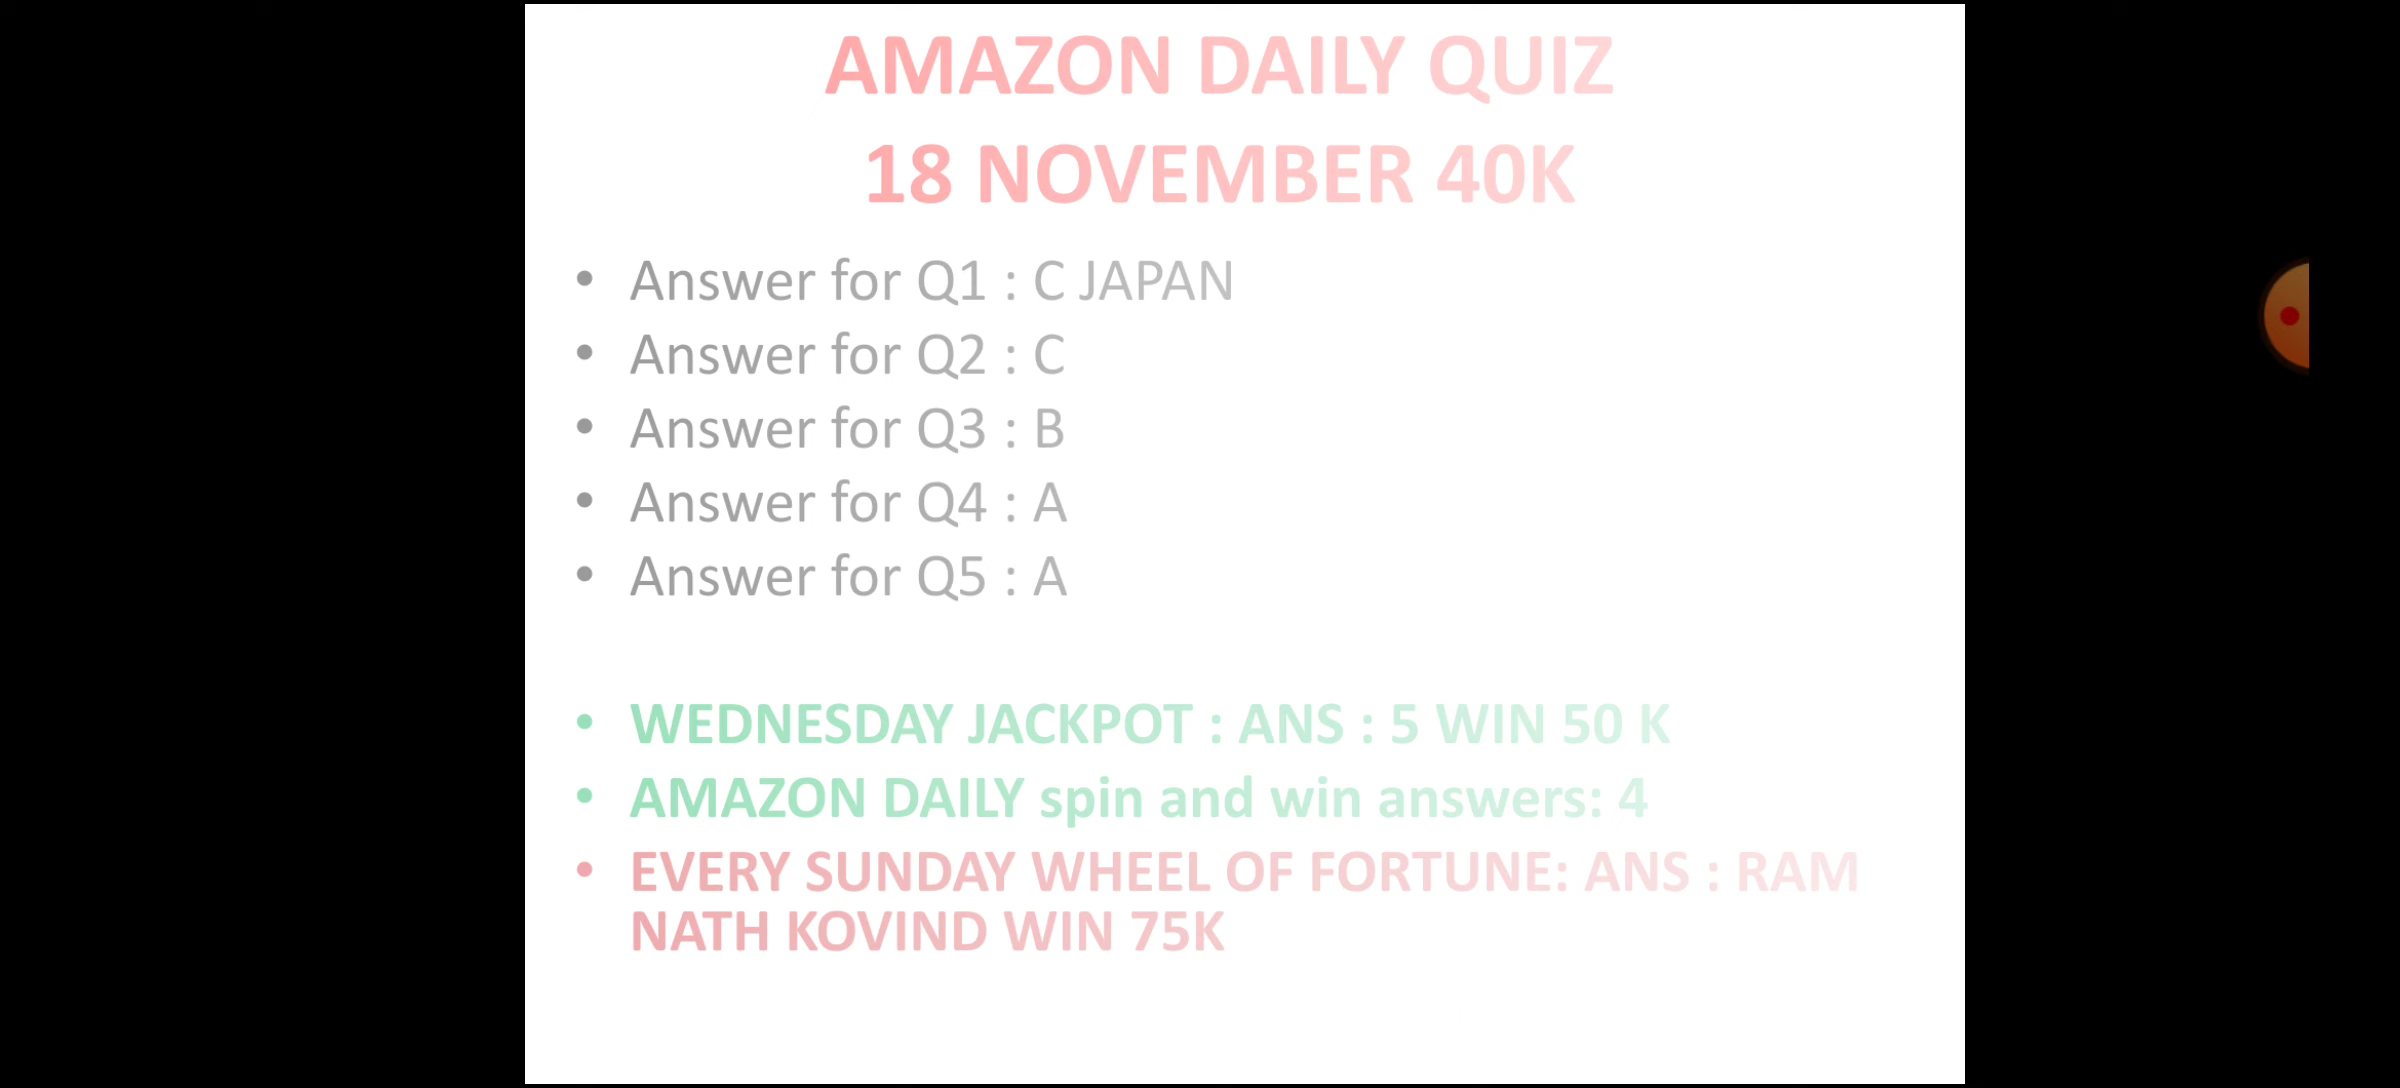 AMAZON DAILY QUIZ
18 NOVEMBER 40K
• Answer for Q1 : C JAPAN
• Answer for Q2 : C
• Answer for Q3 : B
• Answer for Q4 : A
• Answer for Q5 : A
• WEDNESDAY JACKPOT : ANS : 5 WIN 50 K
• AMAZON DAILY spin and win answers: 4
• EVERY SUNDAY WHEEL OF FORTUNE: ANS : RAM
NATH KOVIND WIN 75K